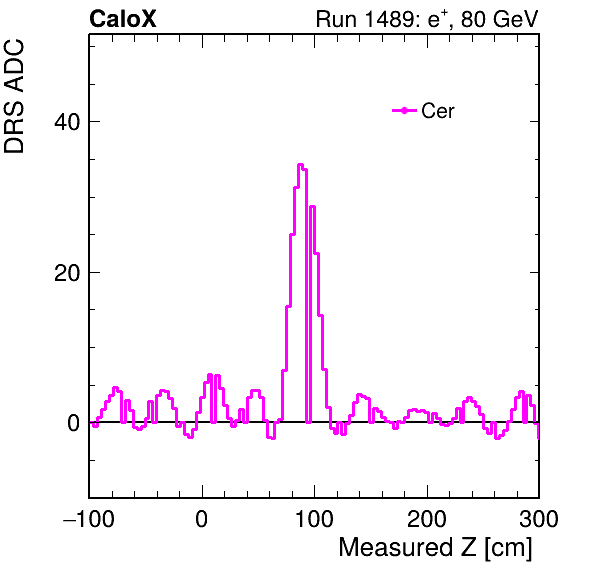 CaloX Run 1489: e⁺, 80 GeV
DRS ADC
Cer
40
20
0
−100 0 100 200 300
Measured Z [cm]